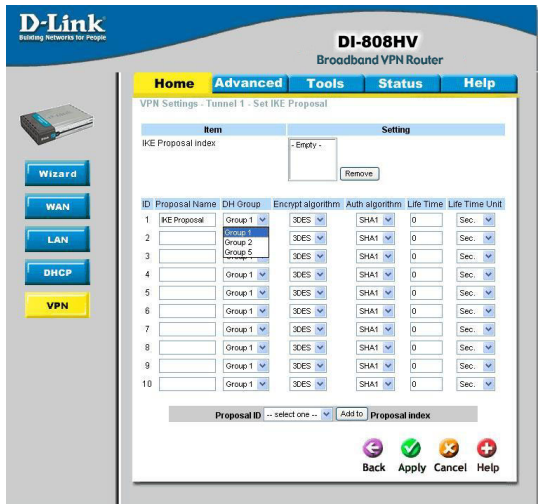 D-Link
Building Networks for People
DI-808HV
Broadband VPN Router
Home Advanced Tools Status Help
VPN Settings - Tunnel 1 - Set IKE Proposal
Item Setting
IKE Proposal index - Empty -
Remove
Wizard
WAN
LAN
DHCP
VPN
ID Proposal Name DH Group Encrypt algorithm Auth algorithm Life Time Life Time Unit
1 IKE Proposal Group 1 3DES SHA1 0 Sec.
Group 1
Group 2
Group 5
2 3DES SHA1 0 Sec.
3 3DES SHA1 0 Sec.
4 Group 1 3DES SHA1 0 Sec.
5 Group 1 3DES SHA1 0 Sec.
6 Group 1 3DES SHA1 0 Sec.
7 Group 1 3DES SHA1 0 Sec.
8 Group 1 3DES SHA1 0 Sec.
9 Group 1 3DES SHA1 0 Sec.
10 Group 1 3DES SHA1 0 Sec.
Proposal ID -- select one -- Add to Proposal index
Back Apply Cancel Help